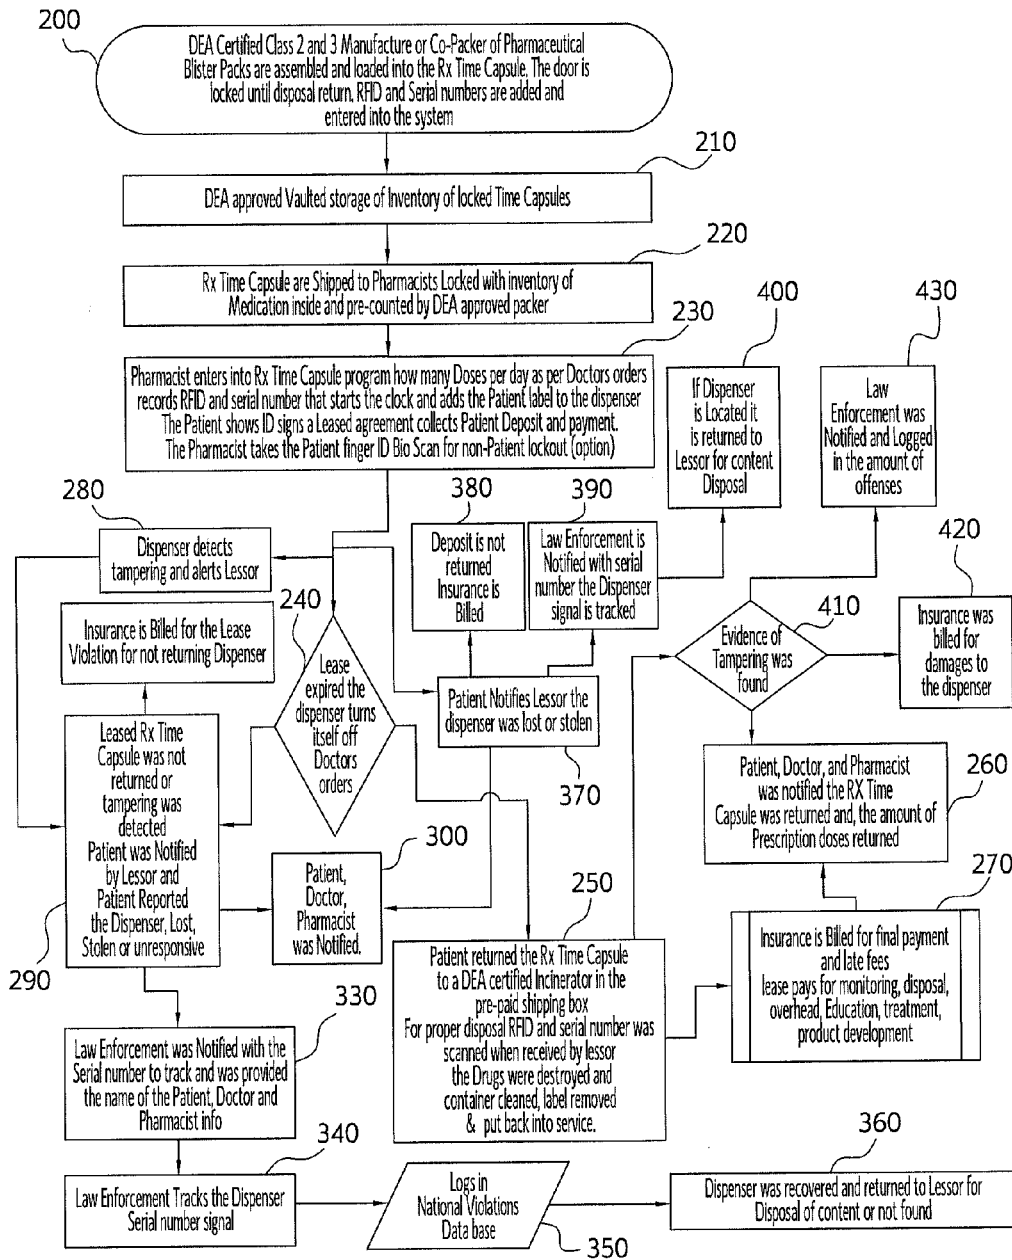 200
DEA Certified Class 2 and 3 Manufacture or Co-Packer of Pharmaceutical
Blister Packs are assembled and loaded into the Rx Time Capsule. The door is
locked until disposal return, RFID and Serial numbers are added and
entered into the system
210
DEA approved Vaulted storage of Inventory of locked Time Capsules
220
Rx Time Capsule are Shipped to Pharmacists Locked with inventory of
Medication inside and pre-counted by DEA approved packer
230
Pharmacist enters into Rx Time Capsule program how many Doses per day as per Doctors orders
records RFID and serial number that starts the clock and adds the Patient label to the dispenser
The Patient shows ID signs a Leased agreement collects Patient Deposit and payment.
The Pharmacist takes the Patient finger ID Bio Scan for non-Patient lockout (option)
400
If Dispenser
is Located it
is returned to
Lessor for content
Disposal
430
Law
Enforcement was
Notified and Logged
in the amount of
offenses
280
Dispenser detects
tampering and alerts Lessor
380
Deposit is not
returned
Insurance is
Billed
390
Law Enforcement is
Notified with serial
number the Dispenser
signal is tracked
420
Insurance was
billed for
damages to
the dispenser
410
Evidence of
Tampering was
found
Insurance is Billed for the Lease
Violation for not returning Dispenser
240
Lease
expired the
dispenser turns
itself off
Doctors
orders
Patient Notifies Lessor the
dispenser was lost or stolen
370
Leased Rx Time
Capsule was not
returned or
tampering was
detected
Patient was Notified
by Lessor and
Patient Reported
the Dispenser, Lost,
Stolen or unresponsive
290
300
Patient,
Doctor,
Pharmacist
was Notified.
260
Patient, Doctor, and Pharmacist
was notified the RX Time
Capsule was returned and, the amount of
Prescription doses returned
250
Patient returned the Rx Time Capsule
to a DEA certified Incinerator in the
pre-paid shipping box
For proper disposal RFID and serial number was
scanned when received by lessor
the Drugs were destroyed and
container cleaned, label removed
& put back into service.
270
Insurance is Billed for final payment
and late fees
lease pays for monitoring, disposal,
overhead, Education, treatment,
product development
330
Law Enforcement was Notified with the
Serial number to track and was provided
the name of the Patient, Doctor and
Pharmacist info
340
Law Enforcement Tracks the Dispenser
Serial number signal
Logs in
National Violations
Data base
350
360
Dispenser was recovered and returned to Lessor for
Disposal of content or not found